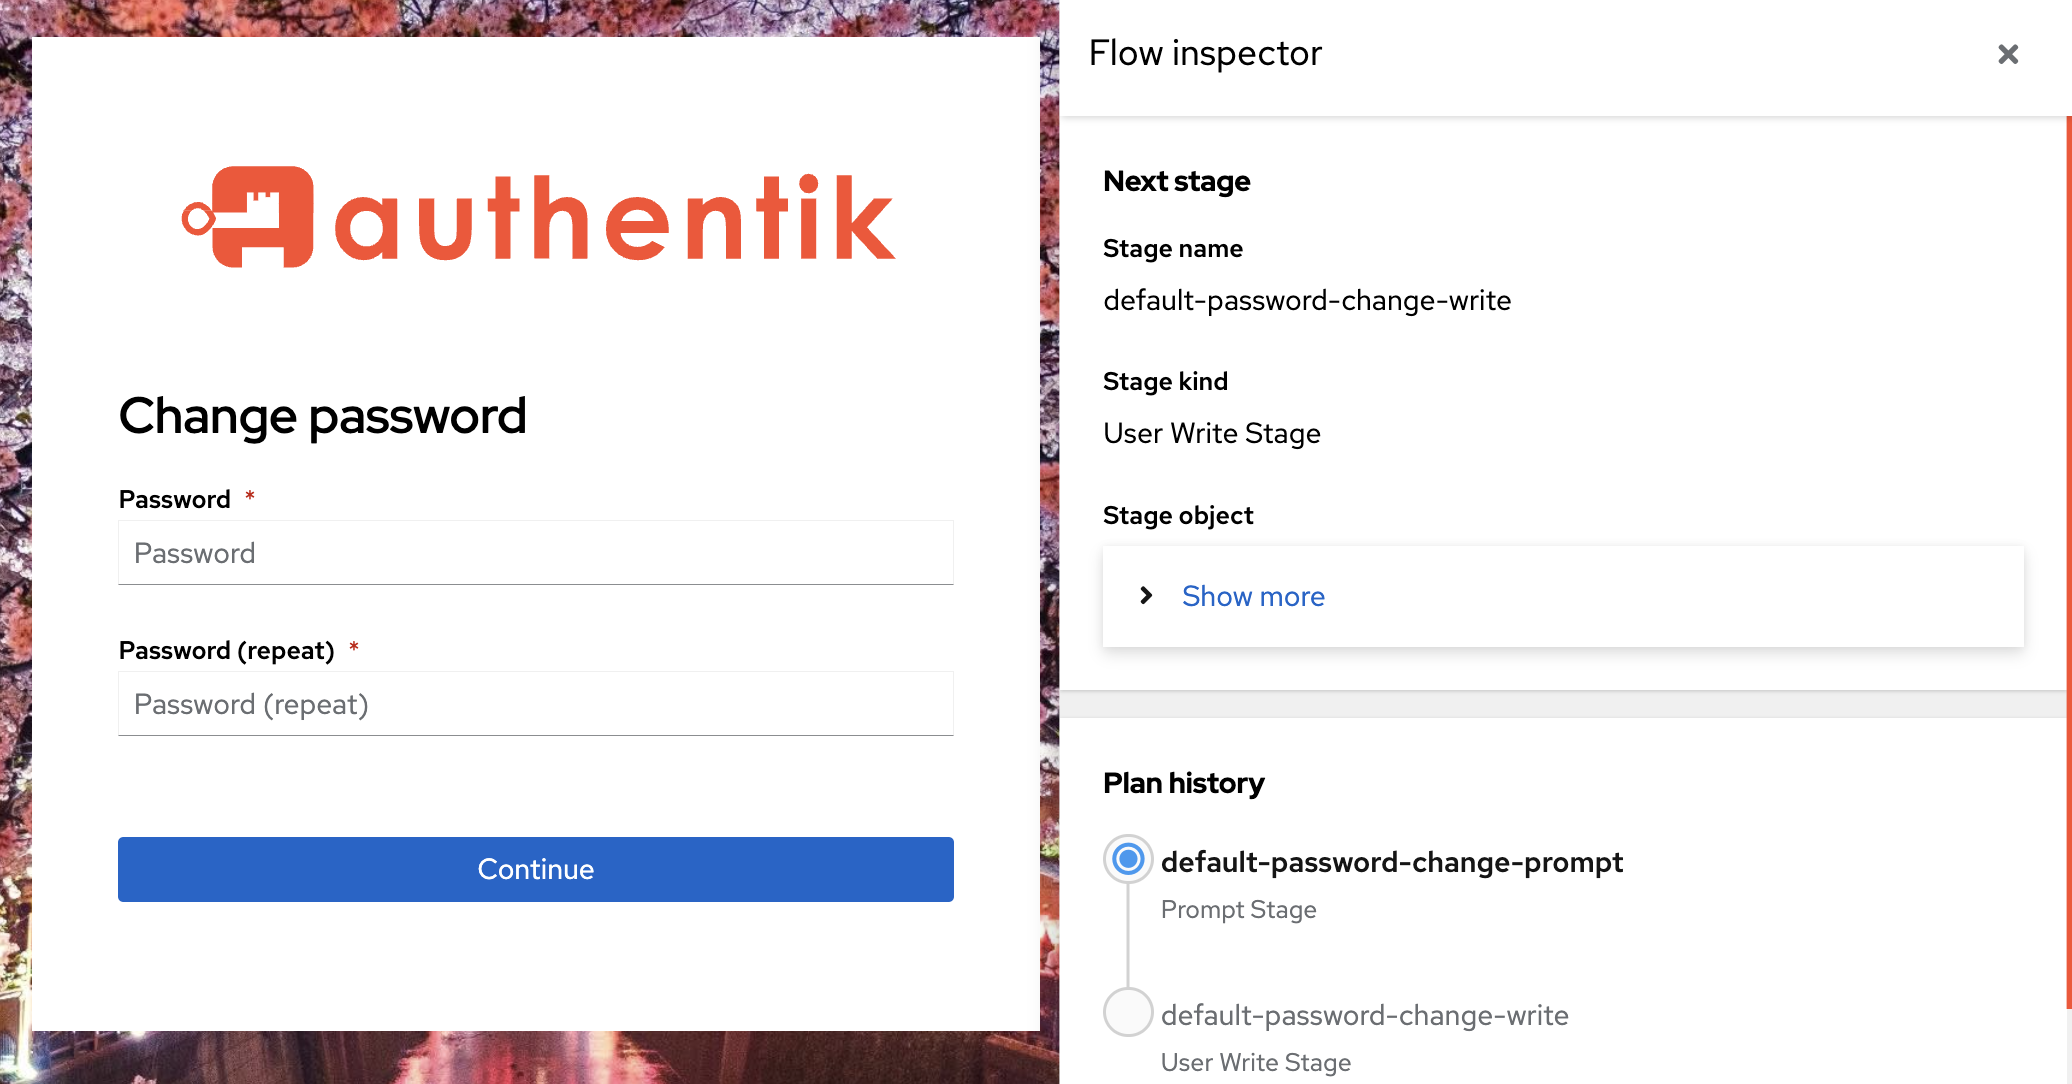 authentik
Change password
Password *
Password
Password (repeat) *
Password (repeat)
Continue
Flow inspector
Next stage
Stage name
default-password-change-write
Stage kind
User Write Stage
Stage object
Show more
Plan history
default-password-change-prompt
Prompt Stage
default-password-change-write
User Write Stage